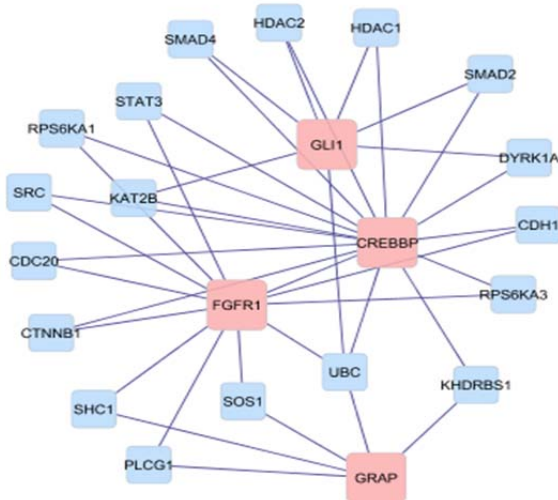 HDAC2
HDAC1
SMAD4
SMAD2
STAT3
RPS6KA1
GLI1
DYRK1A
SRC
KAT2B
CDH1
CREBBP
CDC20
RPS6KA3
FGFR1
CTNNB1
UBC
KHDRBS1
SHC1
SOS1
PLCG1
GRAP